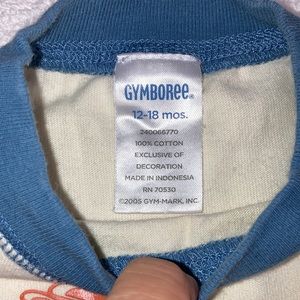 GYMBOREE®
12-18 mos.
240066770
100% COTTON
EXCLUSIVE OF
DECORATION
MADE IN INDONESIA
RN 70530
©2005 GYM-MARK, INC.